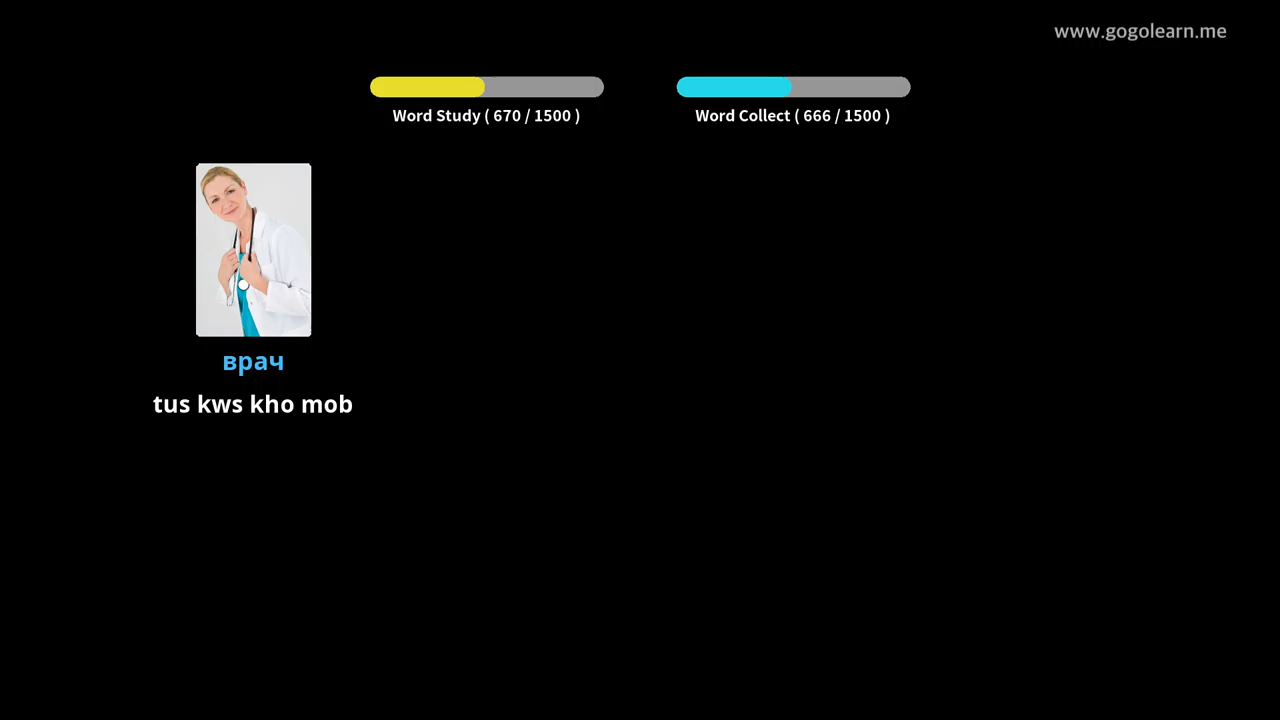 www.gogolearn.me
Word Study ( 670 / 1500 )
Word Collect ( 666 / 1500 )
врач
tus kws kho mob